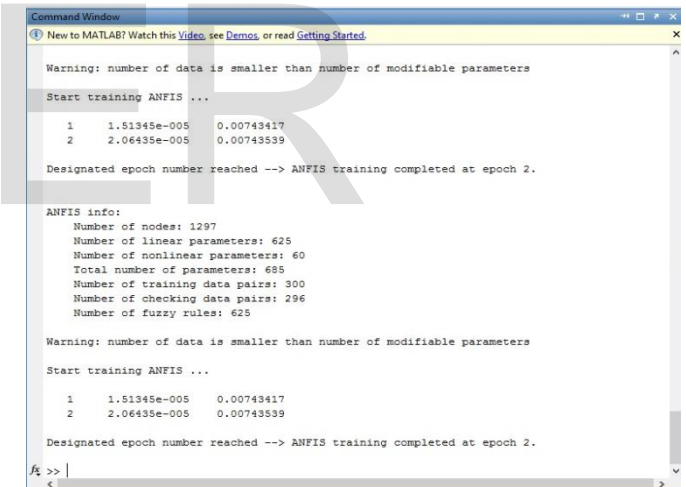 Command Window
New to MATLAB? Watch this Video, see Demos, or read Getting Started.
Warning: number of data is smaller than number of modifiable parameters
Start training ANFIS ...
1 1.51345e-005 0.00743417
2 2.06435e-005 0.00743539
Designated epoch number reached --> ANFIS training completed at epoch 2.
ANFIS info:
Number of nodes: 1297
Number of linear parameters: 625
Number of nonlinear parameters: 60
Total number of parameters: 685
Number of training data pairs: 300
Number of checking data pairs: 296
Number of fuzzy rules: 625
Warning: number of data is smaller than number of modifiable parameters
Start training ANFIS ...
1 1.51345e-005 0.00743417
2 2.06435e-005 0.00743539
Designated epoch number reached --> ANFIS training completed at epoch 2.
fx >>
ER